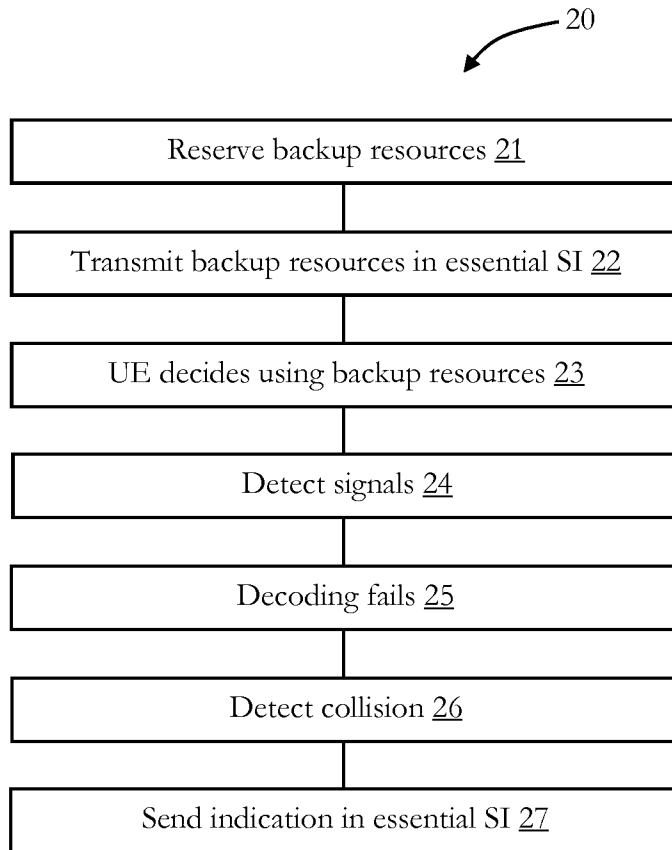 20
Reserve backup resources 21
Transmit backup resources in essential SI 22
UE decides using backup resources 23
Detect signals 24
Decoding fails 25
Detect collision 26
Send indication in essential SI 27